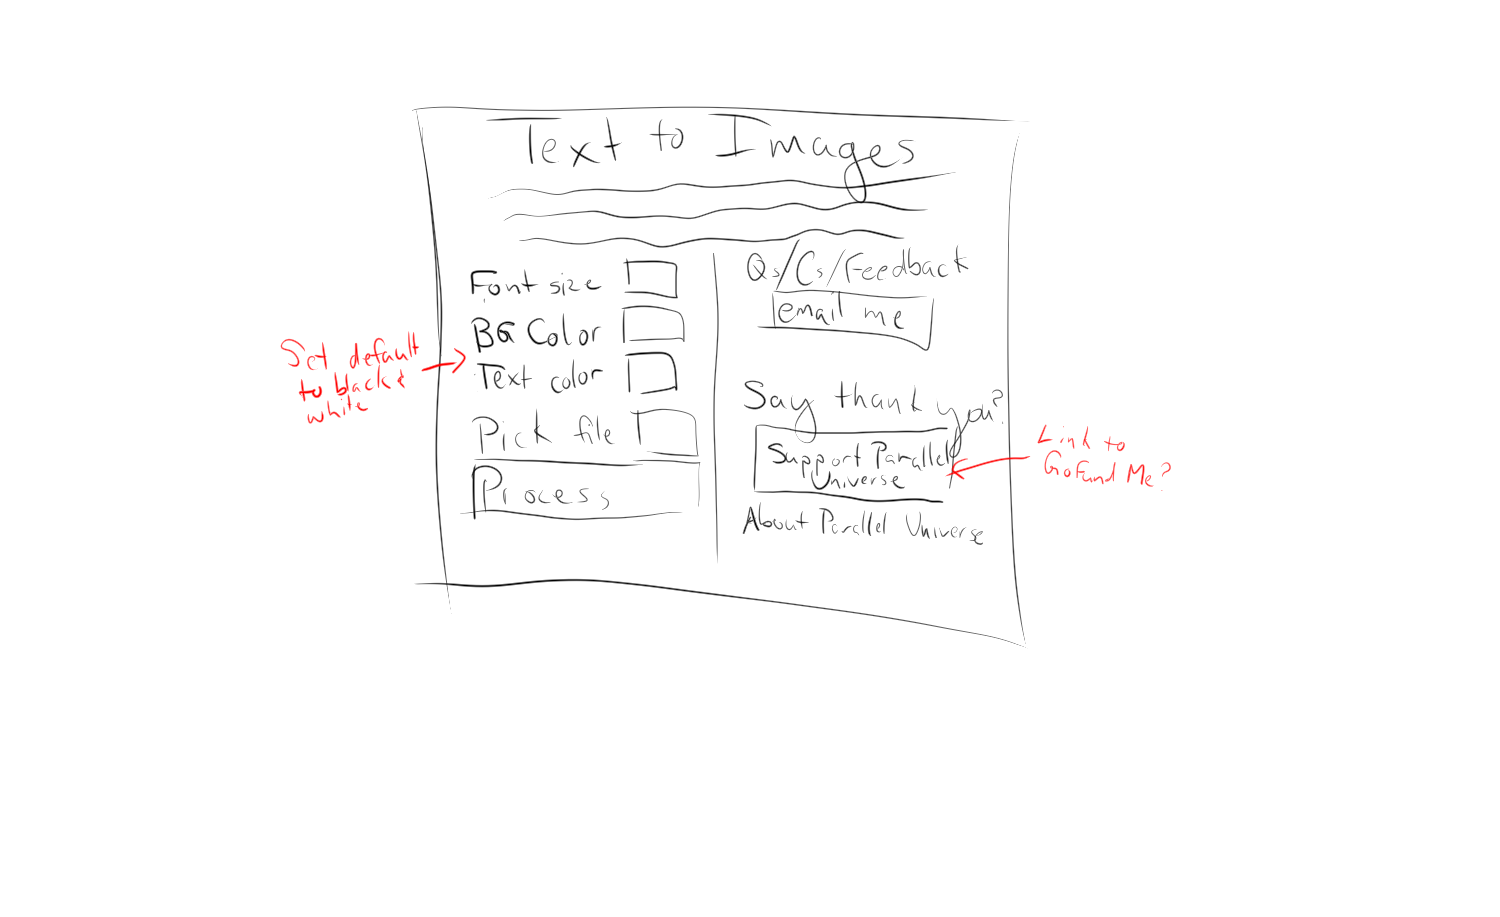 Text to Images
Font size
BG Color
Text color
Pick file
Process
Qs/Cs/Feedback
email me
Say thank you?
Support Parallel
Universe
About Parallel Universe
Set default
to black &
white
Link to
GoFund Me?